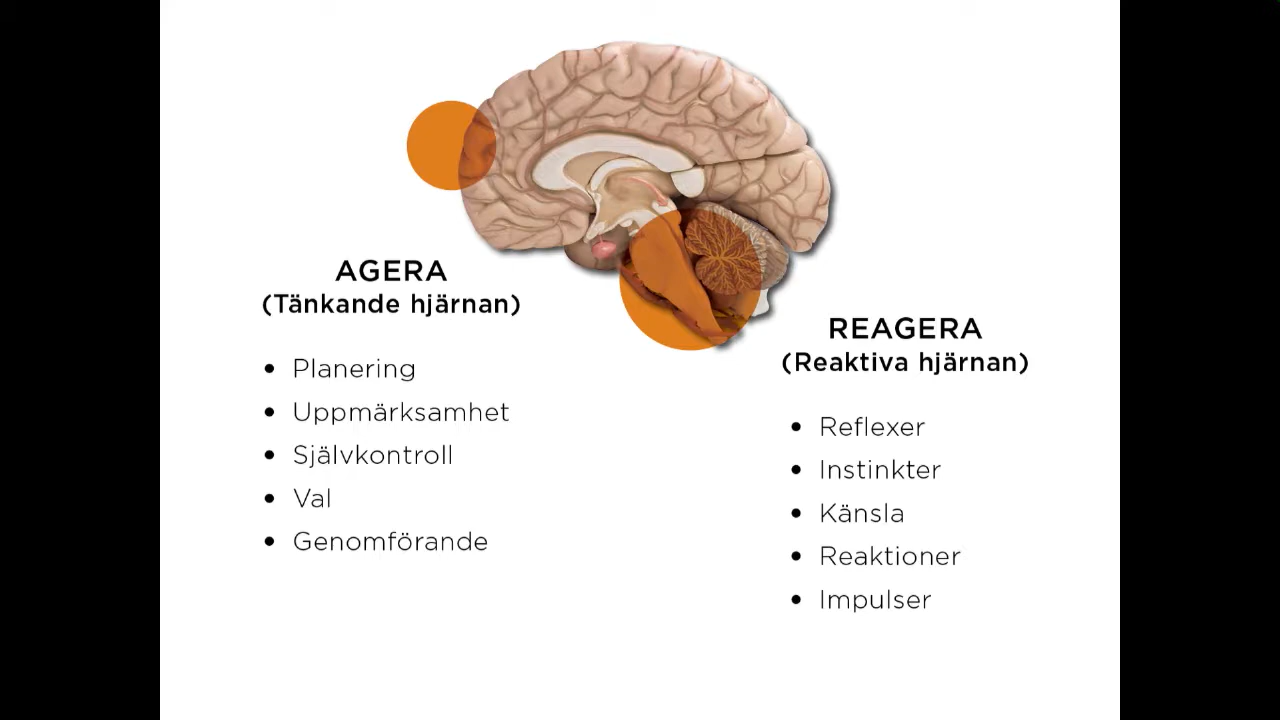 AGERA
(Tänkande hjärnan)
• Planering
• Uppmärksamhet
• Självkontroll
• Val
• Genomförande
REAGERA
(Reaktiva hjärnan)
• Reflexer
• Instinkter
• Känsla
• Reaktioner
• Impulser